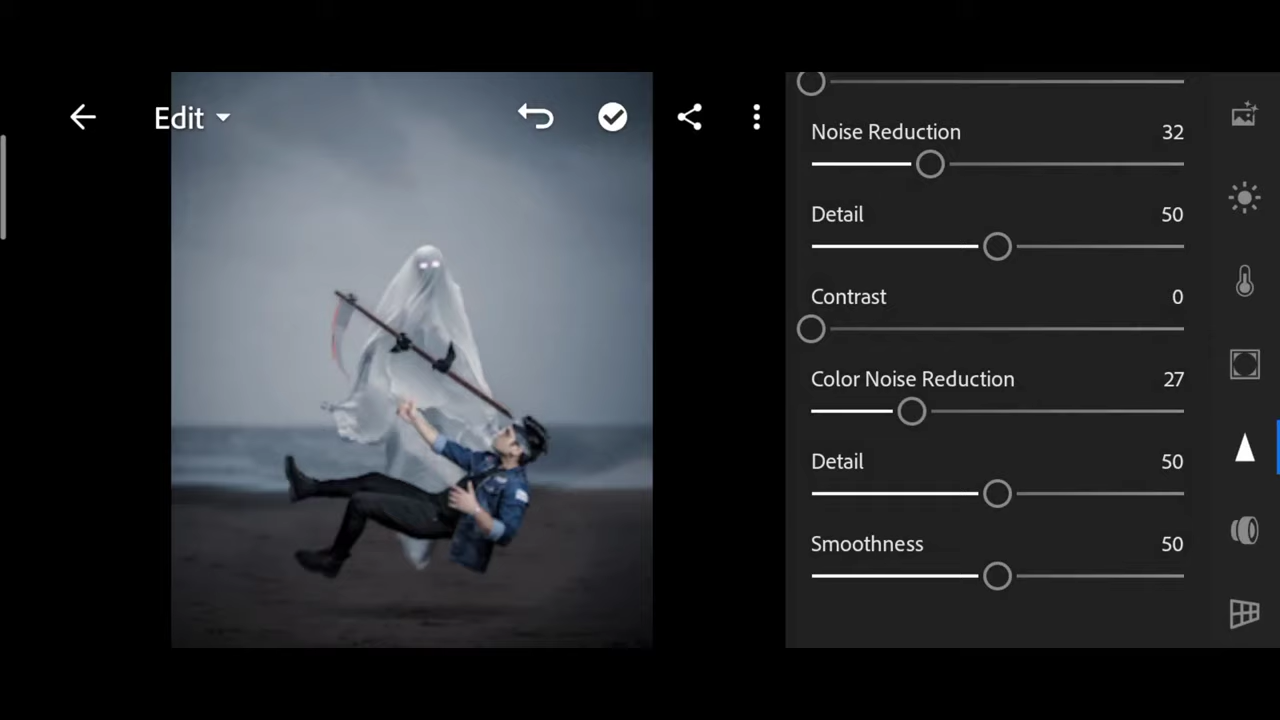 Edit
Noise Reduction 32
Detail 50
Contrast 0
Color Noise Reduction 27
Detail 50
Smoothness 50